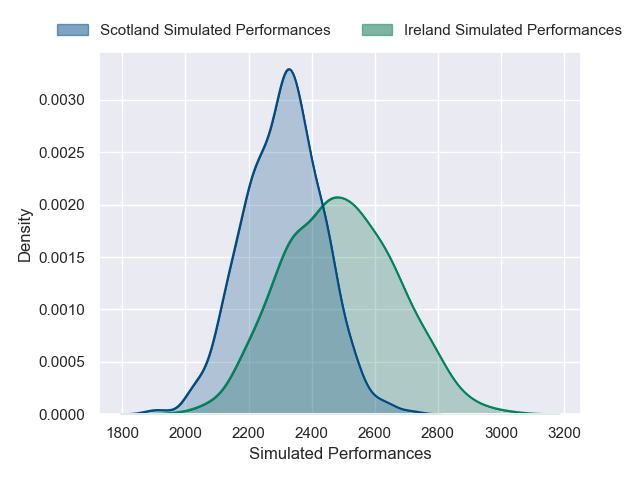 Scotland Simulated Performances Ireland Simulated Performances
0.0030
0.0025
0.0020
0.0015
0.0010
0.0005
0.0000
Density
1800 2000 2200 2400 2600 2800 3000 3200
Simulated Performances